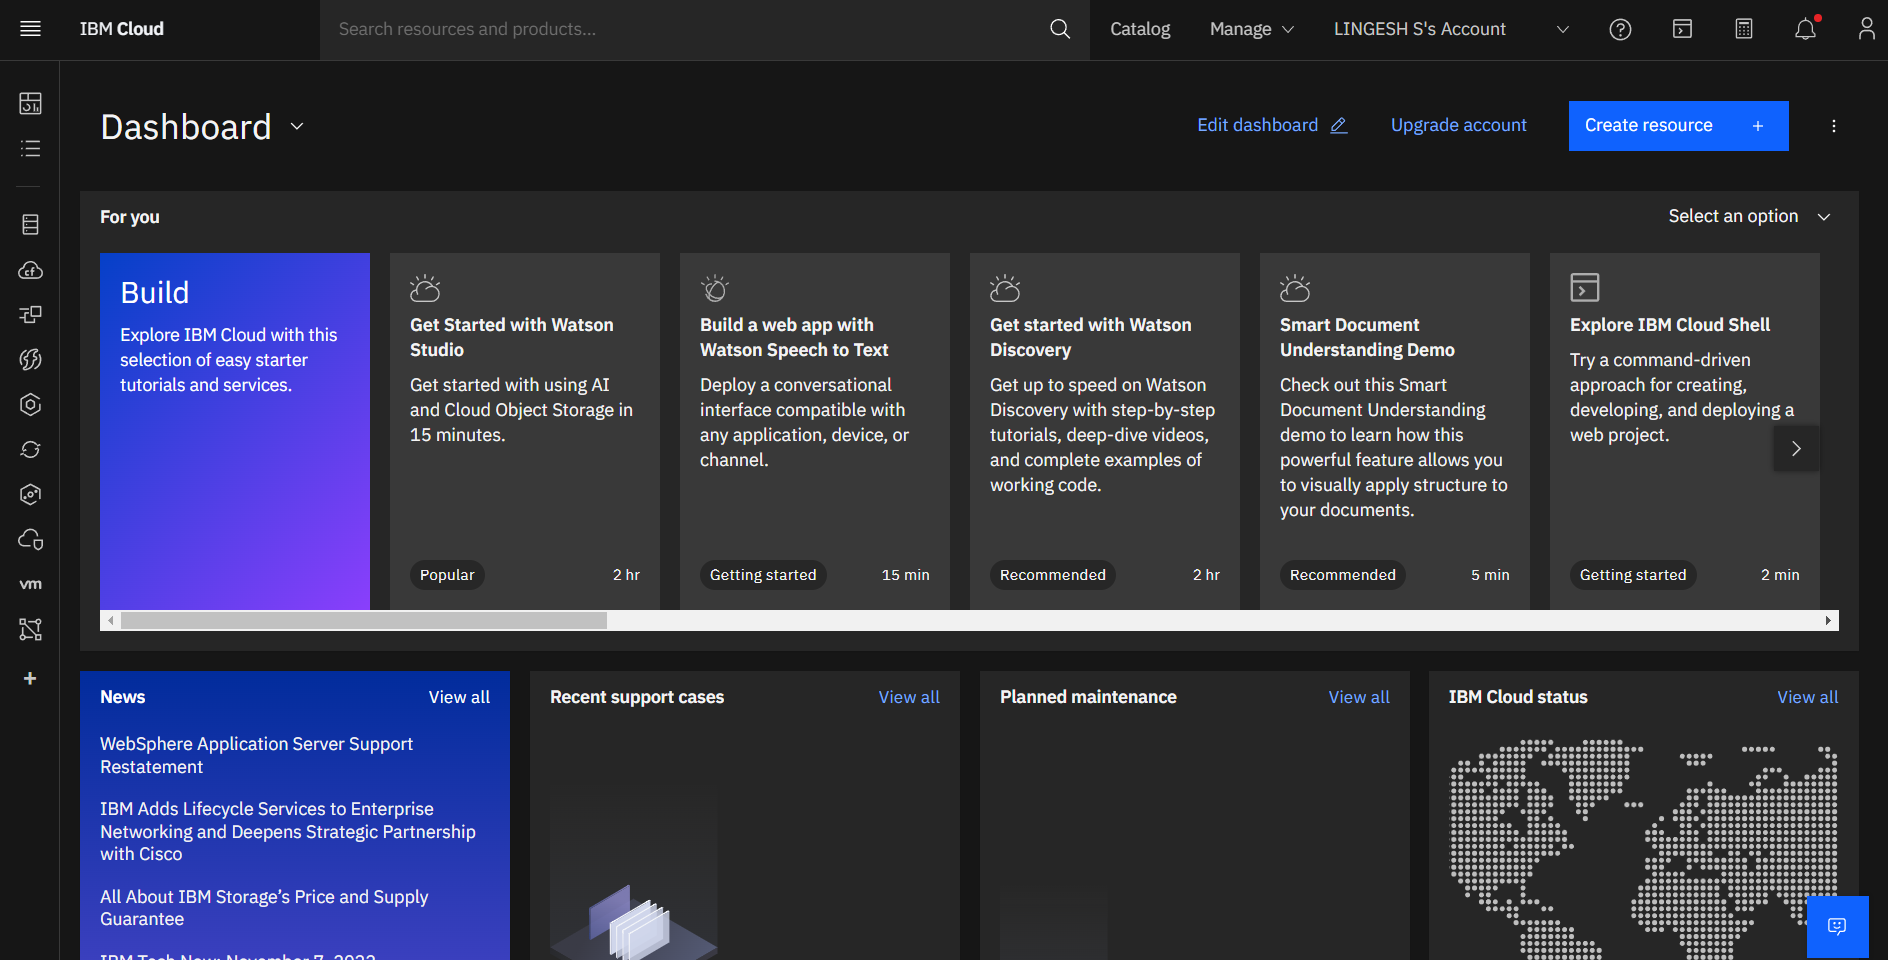 IBM Cloud
Search resources and products...
Catalog
Manage
LINGESH S's Account
Dashboard
Edit dashboard
Upgrade account
Create resource +
For you
Select an option
Build
Explore IBM Cloud with this
selection of easy starter
tutorials and services.
Get Started with Watson
Studio
Get started with using AI
and Cloud Object Storage in
15 minutes.
Popular
2 hr
Build a web app with
Watson Speech to Text
Deploy a conversational
interface compatible with
any application, device, or
channel.
Getting started
15 min
Get started with Watson
Discovery
Get up to speed on Watson
Discovery with step-by-step
tutorials, deep-dive videos,
and complete examples of
working code.
Recommended
2 hr
Smart Document
Understanding Demo
Check out this Smart
Document Understanding
demo to learn how this
powerful feature allows you
to visually apply structure to
your documents.
Recommended
5 min
Explore IBM Cloud Shell
Try a command-driven
approach for creating,
developing, and deploying a
web project.
Getting started
2 min
cf
vm
+
News
View all
WebSphere Application Server Support
Restatement
IBM Adds Lifecycle Services to Enterprise
Networking and Deepens Strategic Partnership
with Cisco
All About IBM Storage’s Price and Supply
Guarantee
IBM Tech Now: November 7, 2022
Recent support cases
View all
Planned maintenance
View all
IBM Cloud status
View all